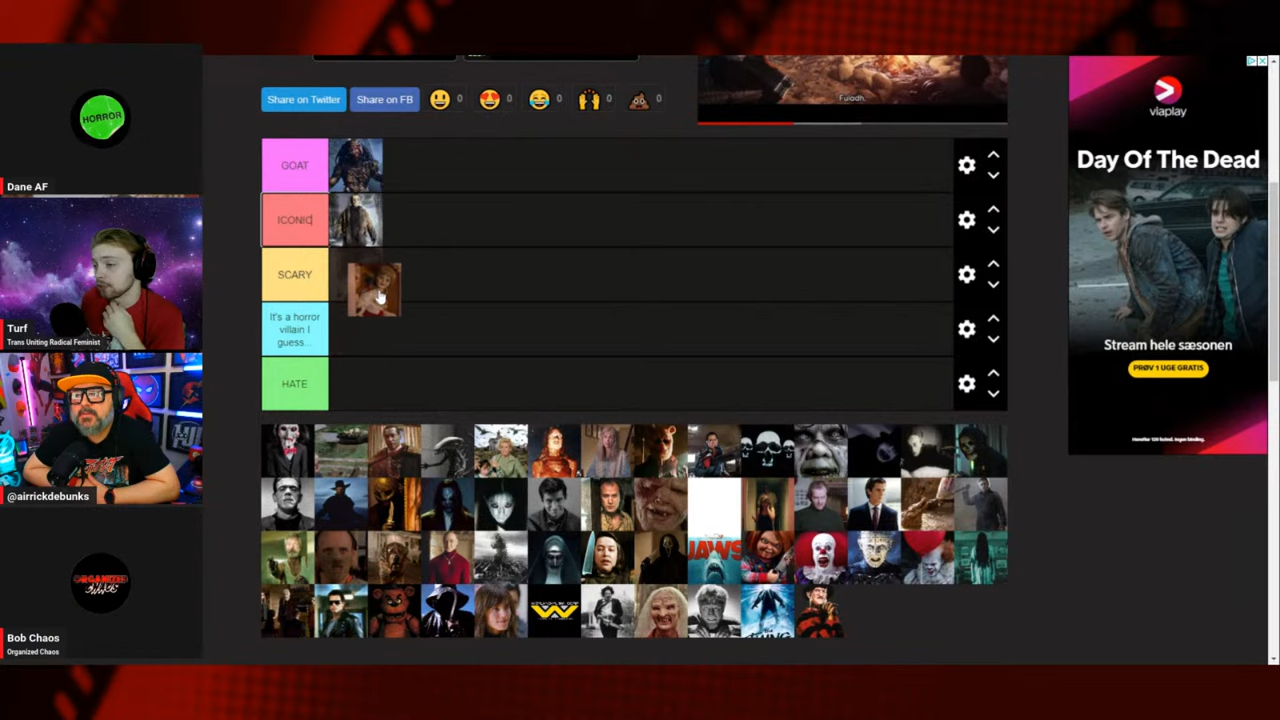 HORROR
Dane AF
Turf
Trans Uniting Radical Feminist
@airrickdebunks
ORGANIZED
Bob Chaos
Organized Chaos
Share on Twitter
Share on FB
0
0
0
0
0
GOAT
ICONIC
SCARY
It's a horror
villain I
guess...
HATE
JAWS
THING
viaplay
Day Of The Dead
Stream hele sæsonen
PRØV 1 UGE GRATIS